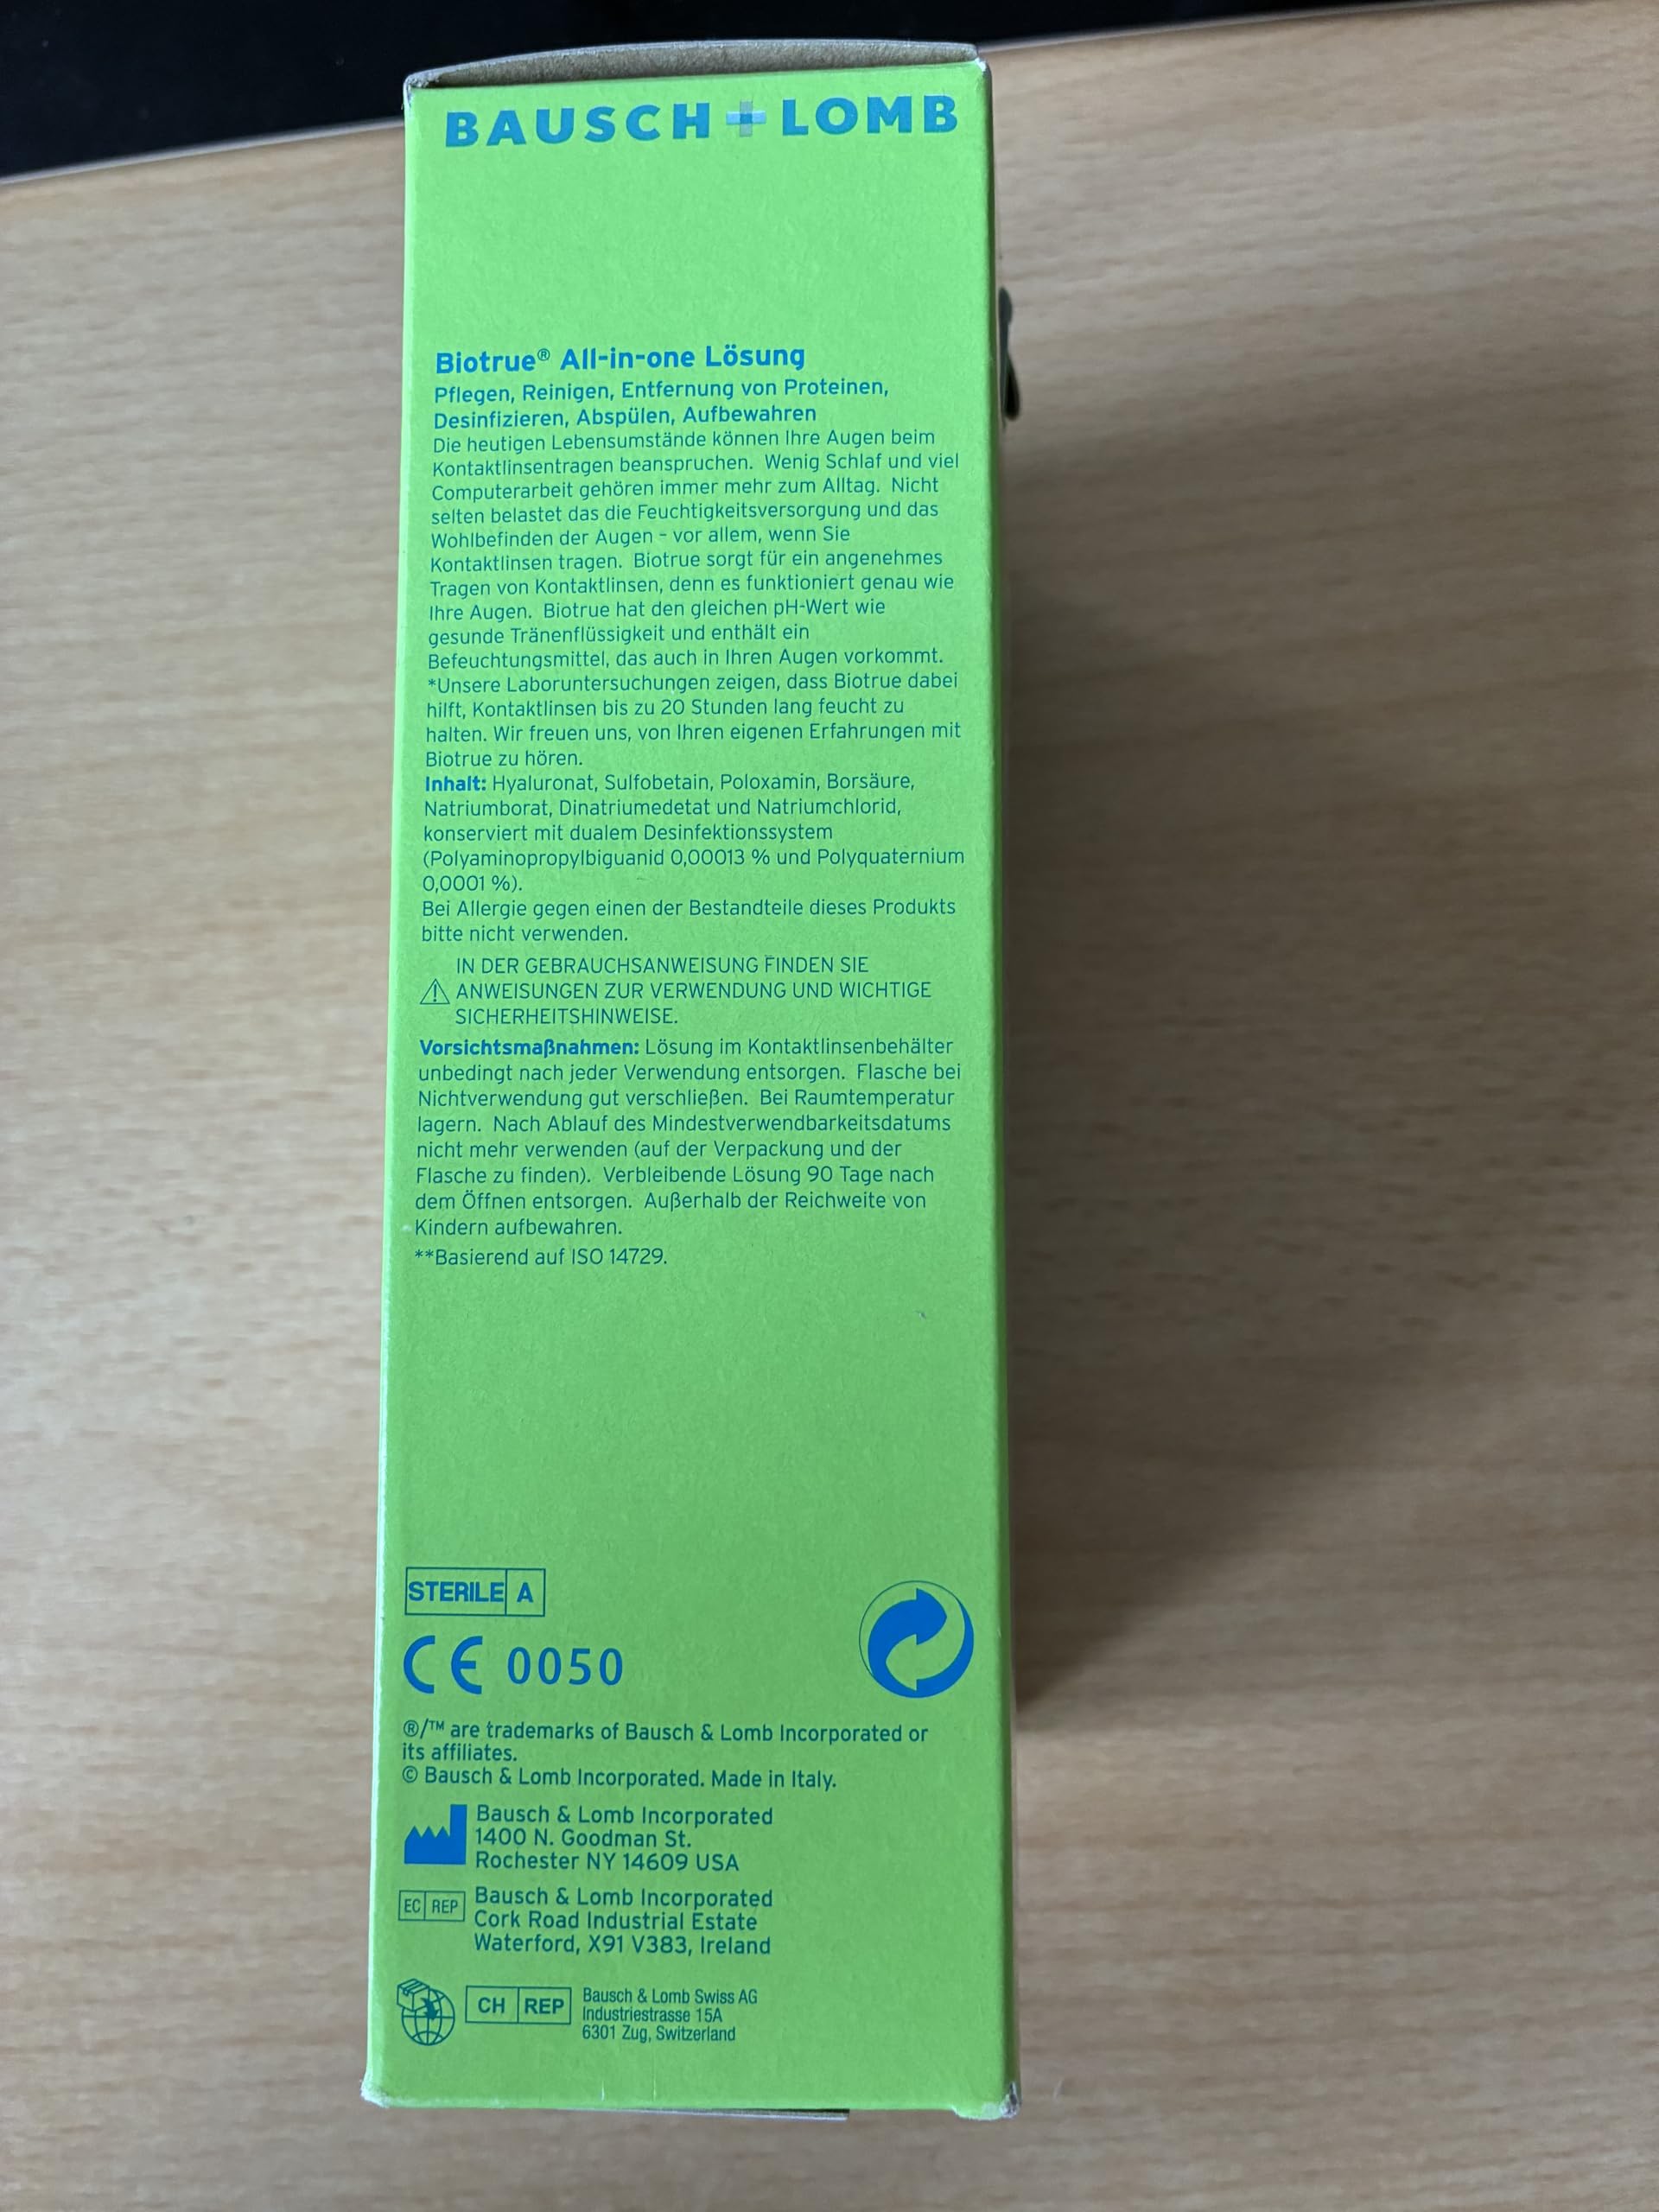 BAUSCH + LOMB
Biotrue® All-in-one Lösung
Pflegen, Reinigen, Entfernung von Proteinen,
Desinfizieren, Abspülen, Aufbewahren
Die heutigen Lebensumstände können Ihre Augen beim
Kontaktlinsentragen beanspruchen. Wenig Schlaf und viel
Computerarbeit gehören immer mehr zum Alltag. Nicht
selten belastet das die Feuchtigkeitsversorgung und das
Wohlbefinden der Augen – vor allem, wenn Sie
Kontaktlinsen tragen. Biotrue sorgt für ein angenehmes
Tragen von Kontaktlinsen, denn es funktioniert genau wie
Ihre Augen. Biotrue hat den gleichen pH-Wert wie
gesunde Tränenflüssigkeit und enthält ein
Befeuchtungsmittel, das auch in Ihren Augen vorkommt.
*Unsere Laboruntersuchungen zeigen, dass Biotrue dabei
hilft, Kontaktlinsen bis zu 20 Stunden lang feucht zu
halten. Wir freuen uns, von Ihren eigenen Erfahrungen mit
Biotrue zu hören.
Inhalt: Hyaluronat, Sulfobetain, Poloxamin, Borsäure,
Natriumborat, Dinatriumedetat und Natriumchlorid,
konserviert mit dualem Desinfektionssystem
(Polyaminopropylbiguanid 0,00013 % und Polyquaternium
0,0001 %).
Bei Allergie gegen einen der Bestandteile dieses Produkts
bitte nicht verwenden.
IN DER GEBRAUCHSANWEISUNG FINDEN SIE
ANWEISUNGEN ZUR VERWENDUNG UND WICHTIGE
SICHERHEITSHINWEISE.
Vorsichtsmaßnahmen: Lösung im Kontaktlinsenbehälter
unbedingt nach jeder Verwendung entsorgen. Flasche bei
Nichtverwendung gut verschließen. Bei Raumtemperatur
lagern. Nach Ablauf des Mindestverwendbarkeitsdatums
nicht mehr verwenden (auf der Verpackung und der
Flasche zu finden). Verbleibende Lösung 90 Tage nach
dem Öffnen entsorgen. Außerhalb der Reichweite von
Kindern aufbewahren.
**Basierend auf ISO 14729.
STERILE A
CE 0050
®/™ are trademarks of Bausch & Lomb Incorporated or
its affiliates.
© Bausch & Lomb Incorporated. Made in Italy.
Bausch & Lomb Incorporated
1400 N. Goodman St.
Rochester NY 14609 USA
EC REP
Bausch & Lomb Incorporated
Cork Road Industrial Estate
Waterford, X91 V383, Ireland
CH REP
Bausch & Lomb Swiss AG
Industriestrasse 15A
6301 Zug, Switzerland